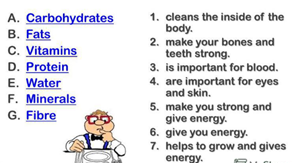 A. Carbohydrates
B. Fats
C. Vitamins
D. Protein
E. Water
F. Minerals
G. Fibre
1. cleans the inside of the
body.
2. make your bones and
teeth strong.
3. is important for blood.
4. are important for eyes
and skin.
5. make you strong and
give energy.
6. give you energy.
7. helps to grow and gives
energy.